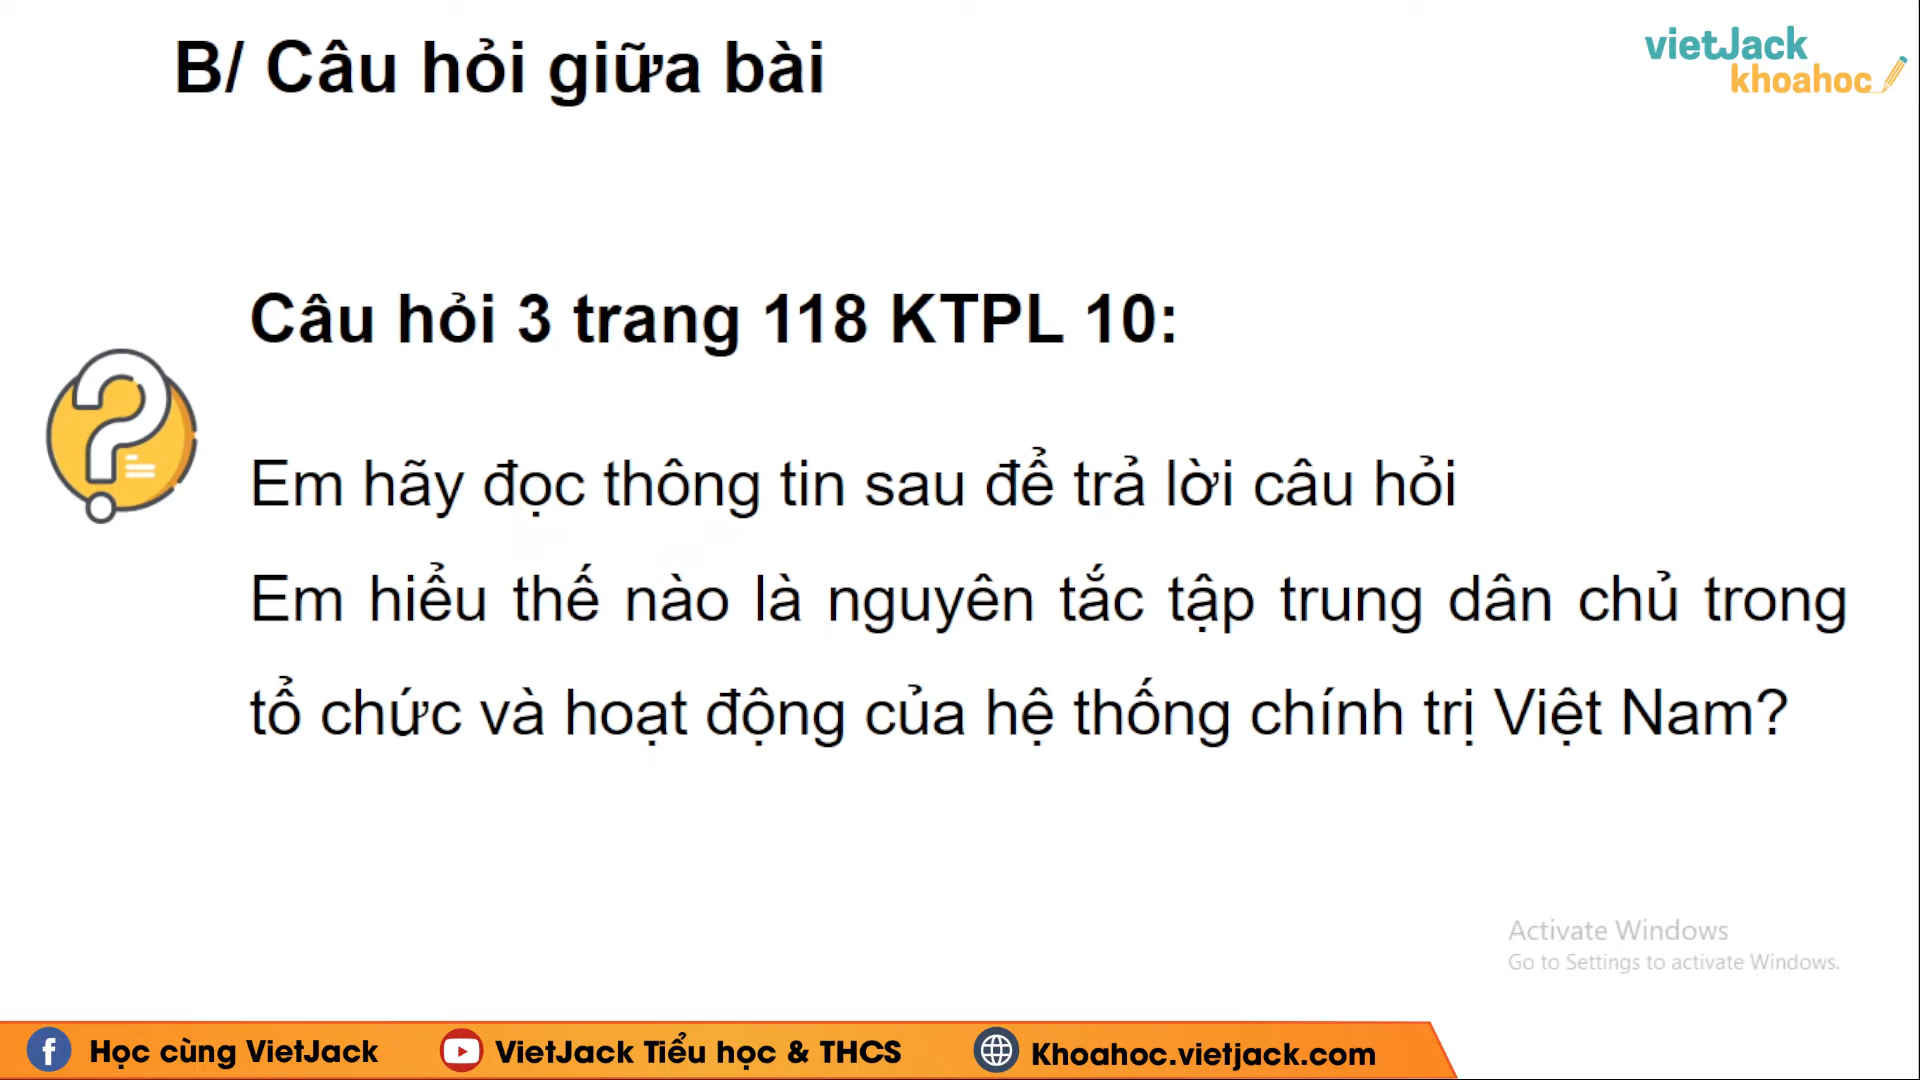 B/ Câu hỏi giữa bài
vietJack
khoahoc
Câu hỏi 3 trang 118 KTPL 10:
Em hãy đọc thông tin sau để trả lời câu hỏi
Em hiểu thế nào là nguyên tắc tập trung dân chủ trong
tổ chức và hoạt động của hệ thống chính trị Việt Nam?
Activate Windows
Go to Settings to activate Windows.
Học cùng VietJack
VietJack Tiểu học & THCS
Khoahoc.vietjack.com